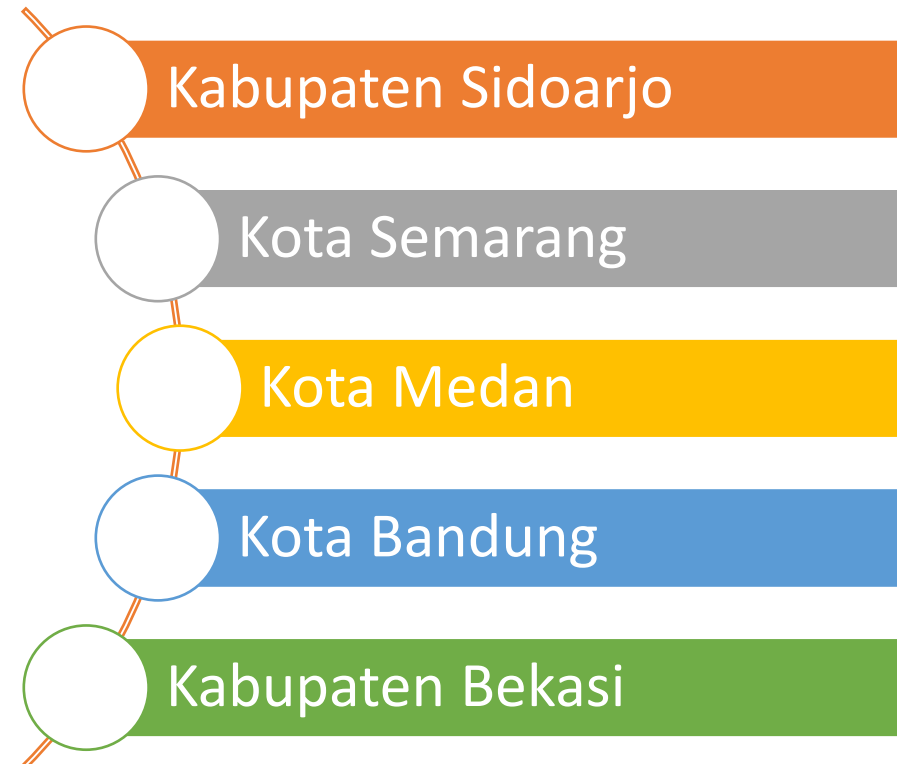 Kabupaten Sidoarjo
Kota Semarang
Kota Medan
Kota Bandung
Kabupaten Bekasi